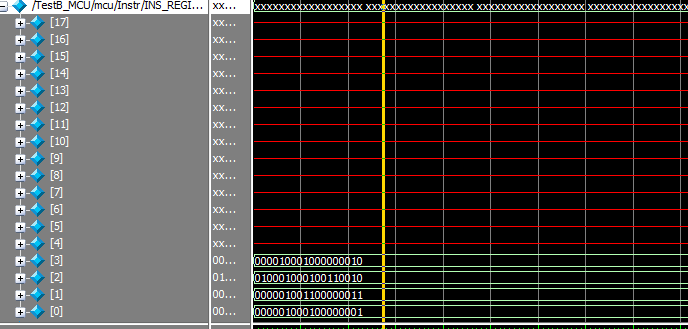 /TestB_MCU/mcu/Instr/INS_REGI... xx... xxxxxxxxxxxxxxxxxx xxxxxxxxxxxxxxxxxx xxxxxxxxxxxxxxxxxx xxxxxxxxxxxxxxxxx
[17] xx...
[16] xx...
[15] xx...
[14] xx...
[13] xx...
[12] xx...
[11] xx...
[10] xx...
[9] xx...
[8] xx...
[7] xx...
[6] xx...
[5] xx...
[4] xx...
[3] 00... 000010001000000010
[2] 01... 010001000100110010
[1] 00... 000001001100000011
[0] 00... 000001000100000001